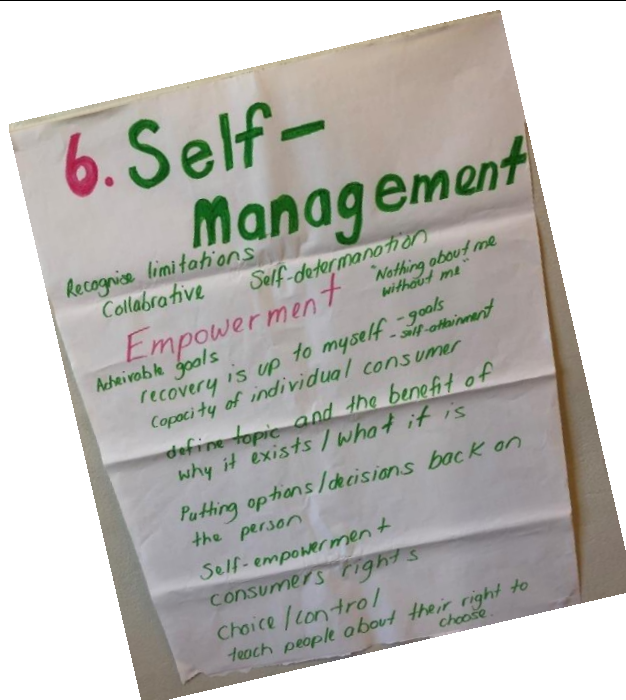 6. Self-
Management
Recognise limitations
Collabrative
Self-determanation
"Nothing about me
without me"
Empowerment
Acheivable goals
recovery is up to myself - goals
- self-attainment
capacity of individual consumer
define topic and the benefit of
why it exists / what it is
Putting options/decisions back on
the person
Self-empowerment
consumers rights
Choice / control
teach people about their right to
choose.